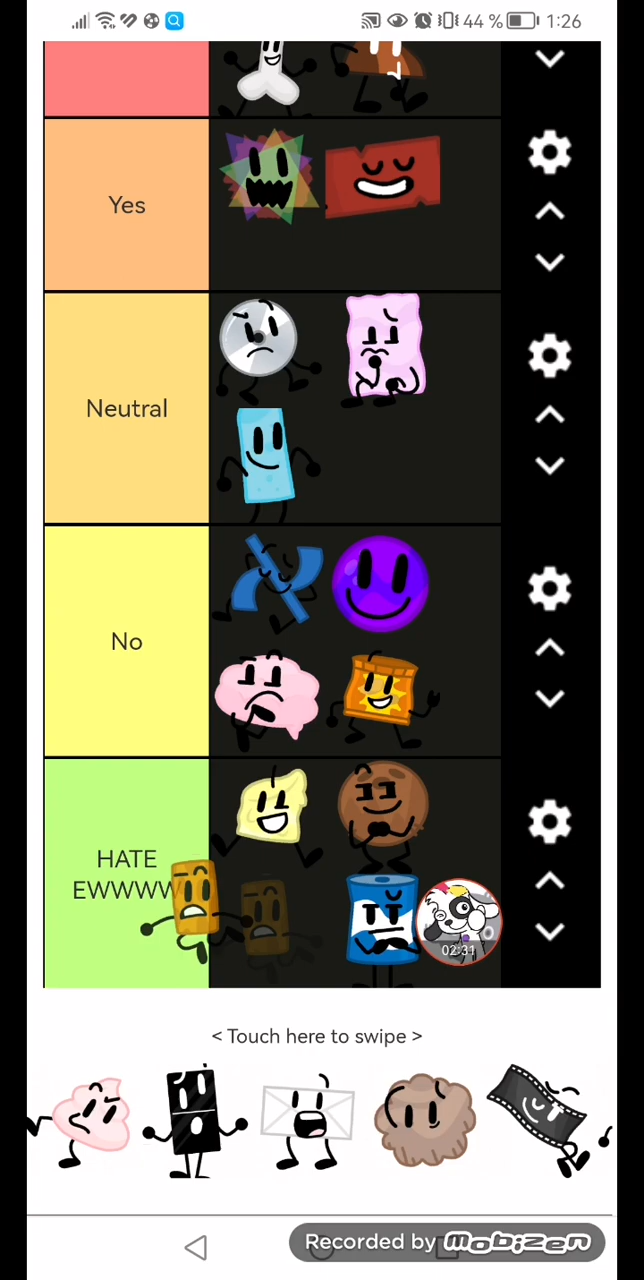 44 % 1:26
Yes
Neutral
No
HATE
EWWWW
02:31
< Touch here to swipe >
Recorded by mobizen